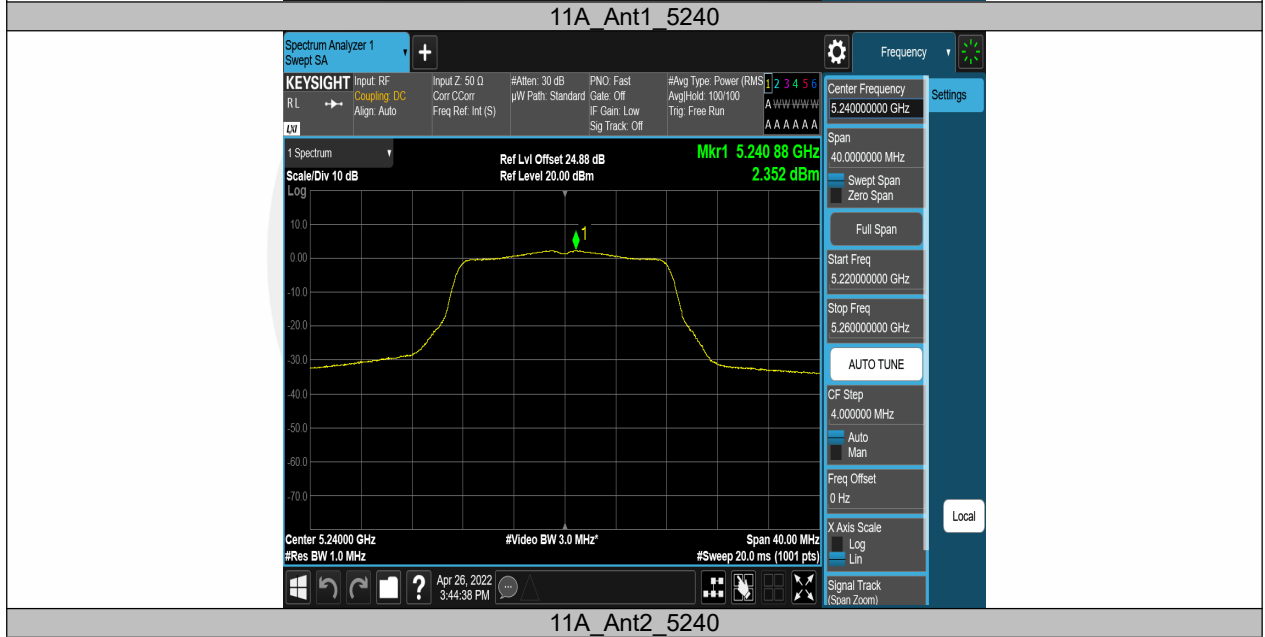 11A_Ant1_5240
Spectrum Analyzer 1
Swept SA
+
Frequency
KEYSIGHT
Input: RF
Coupling: DC
Align: Auto
Input Z: 50 Ω
Corr CCorr
Freq Ref: Int (S)
#Atten: 30 dB
µW Path: Standard
PNO: Fast
Gate: Off
IF Gain: Low
Sig Track: Off
#Avg Type: Power (RMS
Avg|Hold: 100/100
Trig: Free Run
1 2 3 4 5 6
A W W W W W
A A A A A A
R L
LXI
Center Frequency
5.240000000 GHz
Settings
1 Spectrum
Scale/Div 10 dB
Log
Ref Lvl Offset 24.88 dB
Ref Level 20.00 dBm
Mkr1 5.240 88 GHz
2.352 dBm
Span
40.0000000 MHz
Swept Span
Zero Span
Full Span
Start Freq
5.220000000 GHz
Stop Freq
5.260000000 GHz
AUTO TUNE
CF Step
4.000000 MHz
Auto
Man
Freq Offset
0 Hz
X Axis Scale
Log
Lin
Signal Track
(Span Zoom)
Local
10.0
0.00
-10.0
-20.0
-30.0
-40.0
-50.0
-60.0
-70.0
1
Center 5.24000 GHz
#Res BW 1.0 MHz
#Video BW 3.0 MHz*
Span 40.00 MHz
#Sweep 20.0 ms (1001 pts)
?
Apr 26, 2022
3:44:38 PM
11A_Ant2_5240